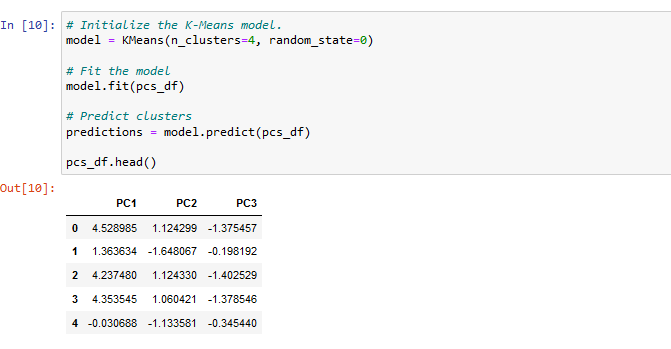 In [10]: # Initialize the K-Means model.
model = KMeans(n_clusters=4, random_state=0)
# Fit the model
model.fit(pcs_df)
# Predict clusters
predictions = model.predict(pcs_df)
pcs_df.head()
Out[10]:
PC1 PC2 PC3
0 4.528985 1.124299 -1.375457
1 1.363634 -1.648067 -0.198192
2 4.237480 1.124330 -1.402529
3 4.353545 1.060421 -1.378546
4 -0.030688 -1.133581 -0.345440